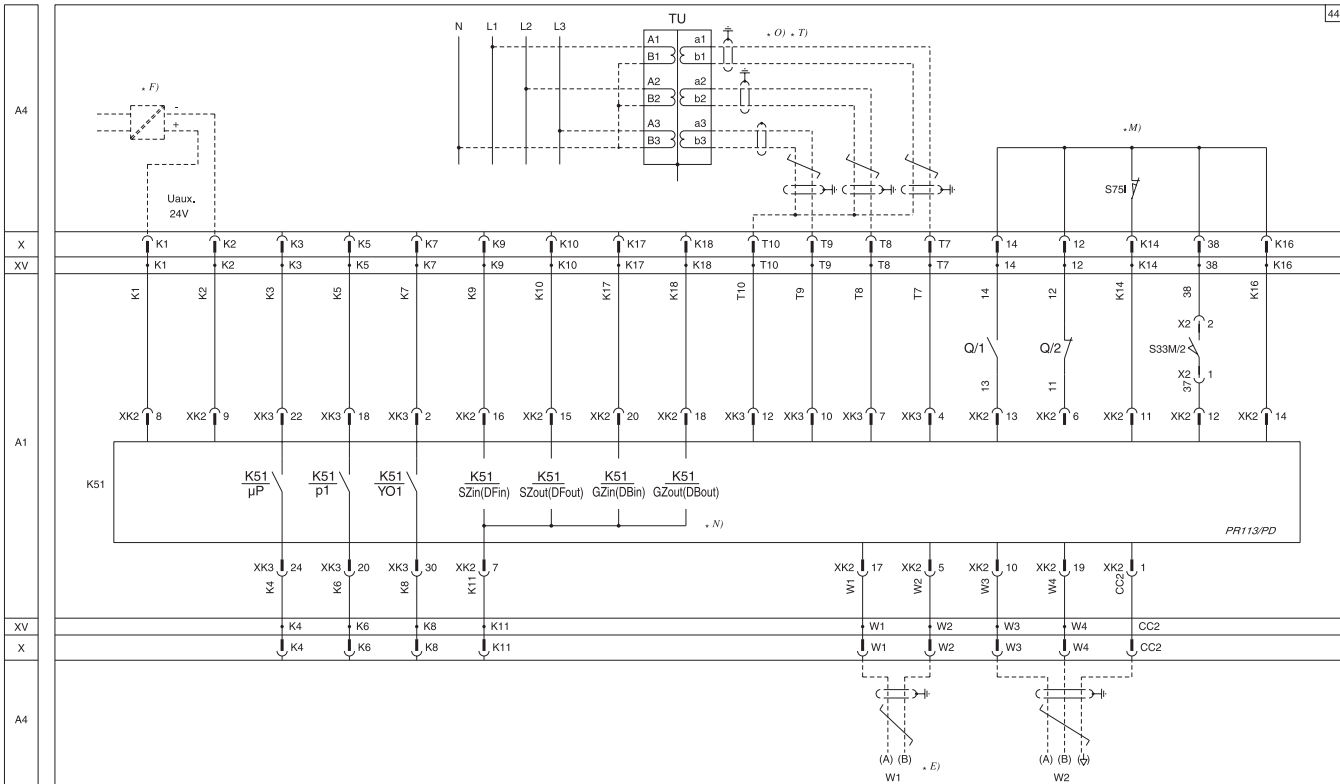 44
N L1 L2 L3 TU
A1 a1 * O) * T)
B1 b1
A2 a2
B2 b2
A3 a3
B3 b3
* F)
-
+
A4
* M)
S75I
Uaux.
24V
X K1 K2 K3 K5 K7 K9 K10 K17 K18 T10 T9 T8 T7 14 12 K14 38 K16
XV K1 K2 K3 K5 K7 K9 K10 K17 K18 T10 T9 T8 T7 14 12 K14 38 K16
K1 K2 K3 K5 K7 K9 K10 K17 K18 T10 T9 T8 T7 14 12 K14 38 K16
X2 2
Q/1 Q/2 S33M/2
X2 1
13 11 37
XK2 8 XK2 9 XK3 22 XK3 18 XK3 2 XK2 16 XK2 15 XK2 20 XK2 18 XK3 12 XK3 10 XK3 7 XK3 4 XK2 13 XK2 6 XK2 11 XK2 12 XK2 14
A1
K51 K51 K51 K51 K51 K51 K51 K51
µP p1 YO1 SZin(DFin) SZout(DFout) GZin(DBin) GZout(DBout)
* N)
PR113/PD
XK3 24 XK3 20 XK3 30 XK2 7 XK2 17 XK2 5 XK2 10 XK2 19 XK2 1
K4 K6 K8 K11 W1 W2 W3 W4 CC2
XV K4 K6 K8 K11 W1 W2 W3 W4 CC2
X K4 K6 K8 K11 W1 W2 W3 W4 CC2
A4
(A) (B) * E) (A) (B)
W1 W2